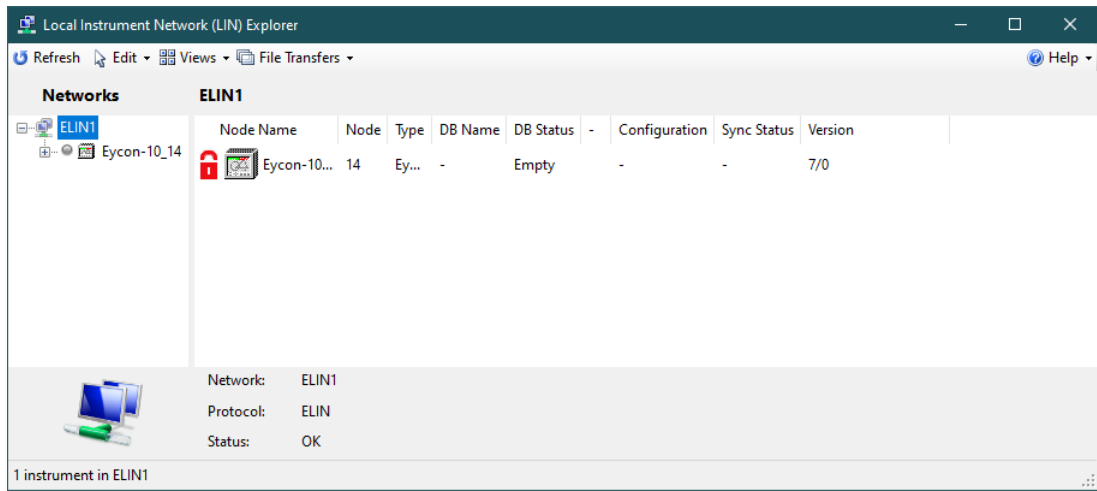 Local Instrument Network (LIN) Explorer
Refresh Edit Views File Transfers Help
Networks ELIN1
ELIN1 Node Name Node Type DB Name DB Status - Configuration Sync Status Version
Eycon-10_14 Eycon-10... 14 Ey... - Empty - - 7/0
Network: ELIN1
Protocol: ELIN
Status: OK
1 instrument in ELIN1